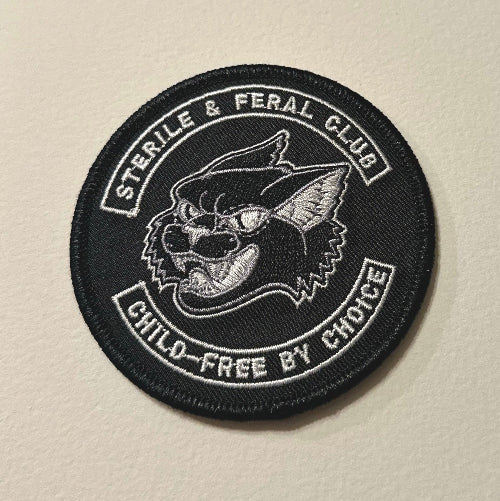 STERILE & FERAL CLUB
CHILD-FREE BY CHOICE